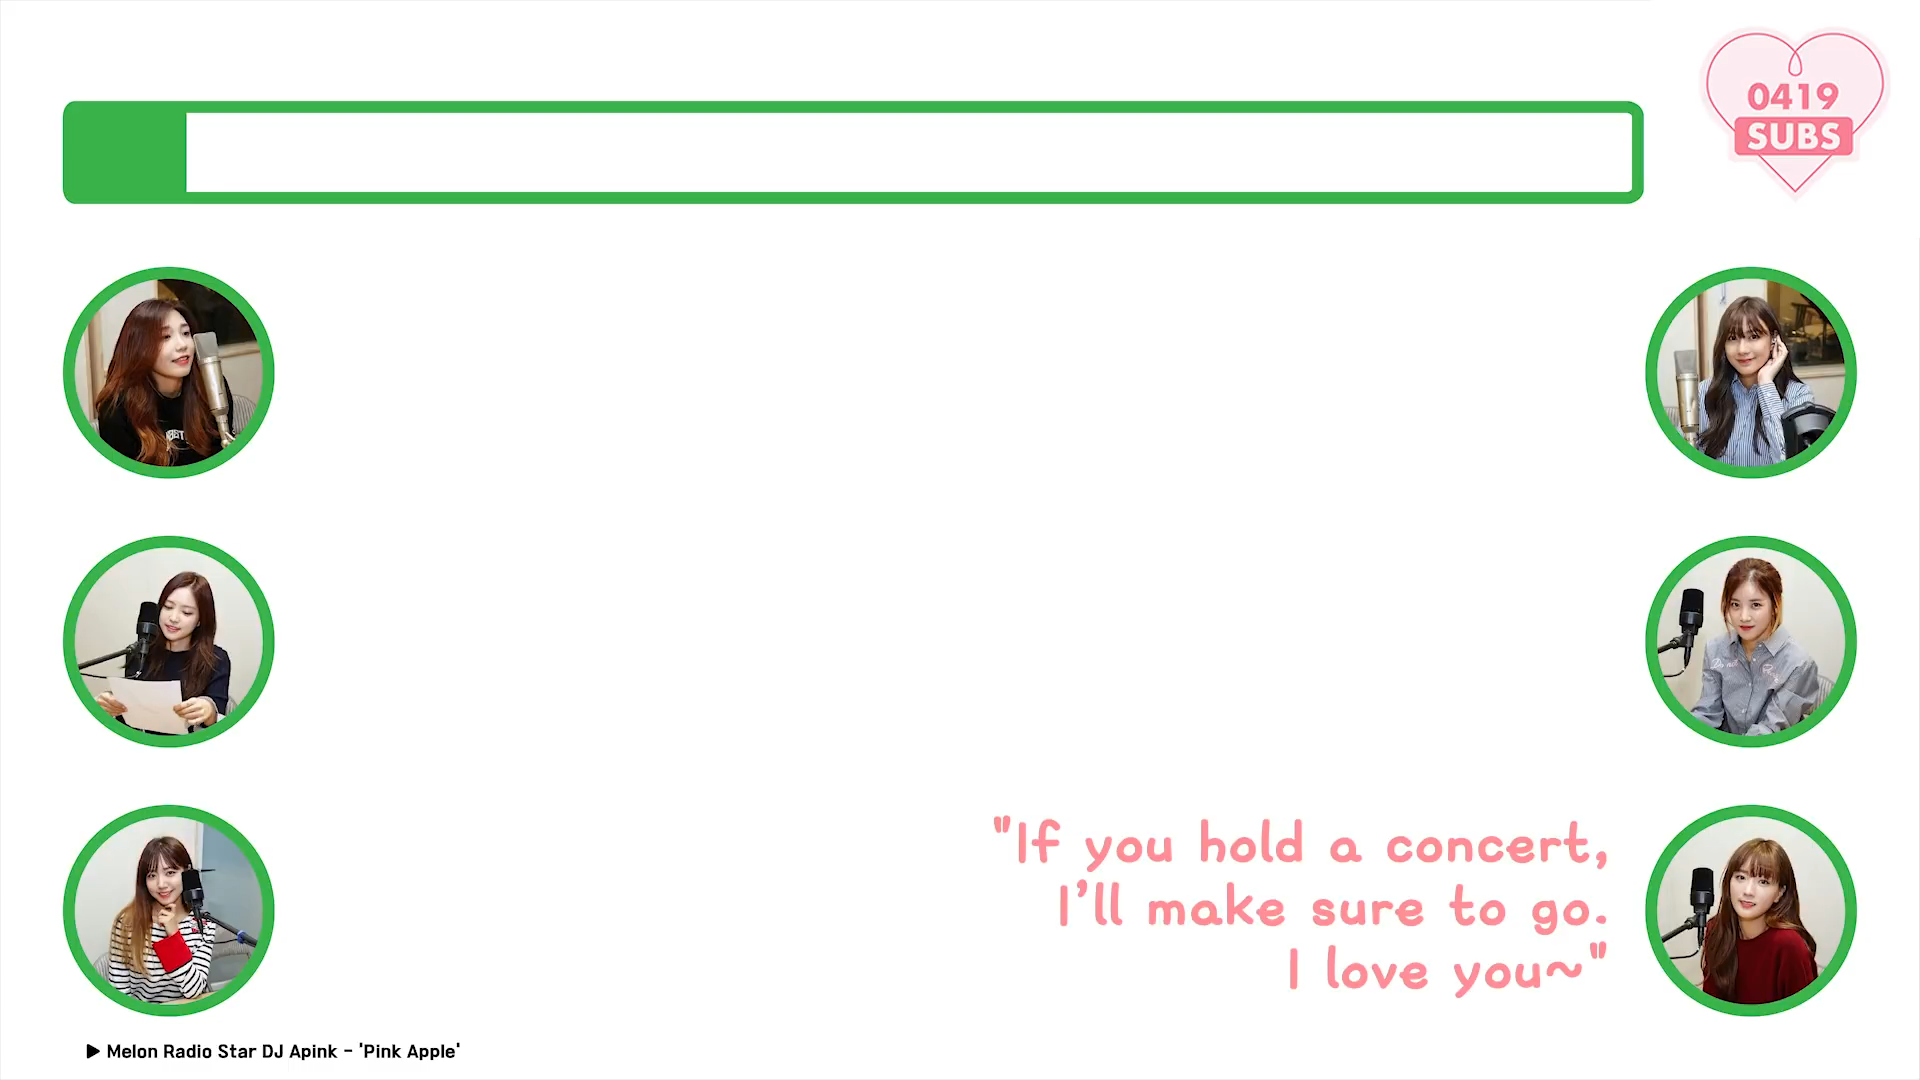 0419
SUBS
"If you hold a concert,
I'll make sure to go.
I love you~"
▶ Melon Radio Star DJ Apink - 'Pink Apple'